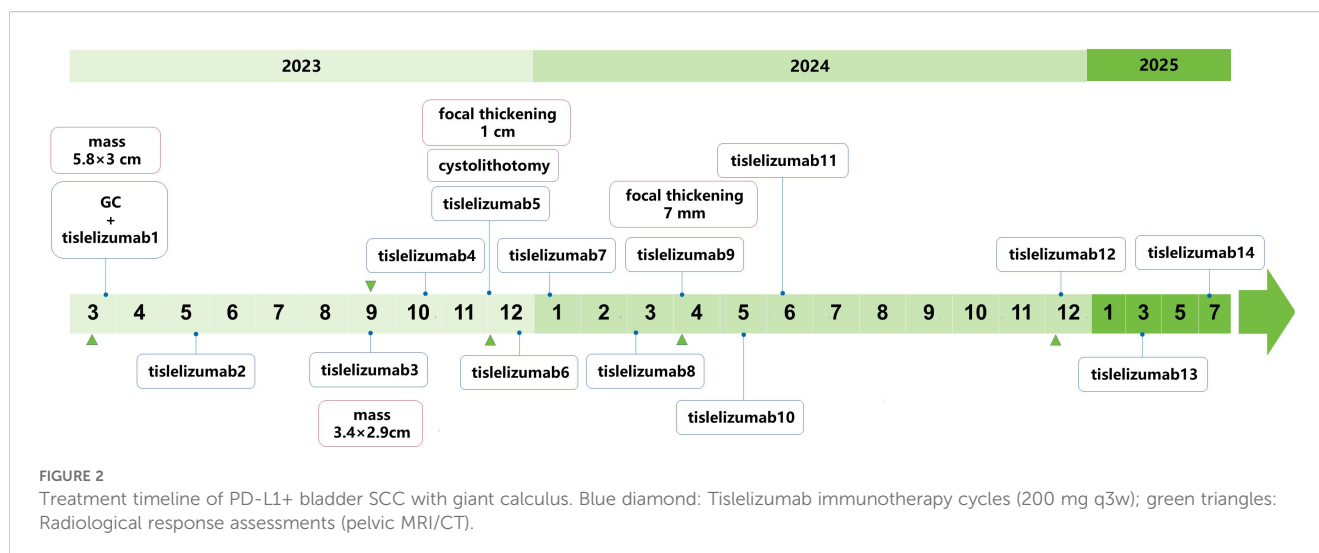 2023
2024
2025
mass
5.8×3 cm
GC
+
tislelizumab1
focal thickening
1 cm
cystolithotomy
tislelizumab5
tislelizumab4
tislelizumab7
focal thickening
7 mm
tislelizumab9
tislelizumab11
tislelizumab12
tislelizumab14
3 4 5 6 7 8 9 10 11 12 1 2 3 4 5 6 7 8 9 10 11 12 1 3 5 7
tislelizumab2
tislelizumab3
mass
3.4×2.9cm
tislelizumab6
tislelizumab8
tislelizumab10
tislelizumab13
FIGURE 2
Treatment timeline of PD-L1+ bladder SCC with giant calculus. Blue diamond: Tislelizumab immunotherapy cycles (200 mg q3w); green triangles:
Radiological response assessments (pelvic MRI/CT).